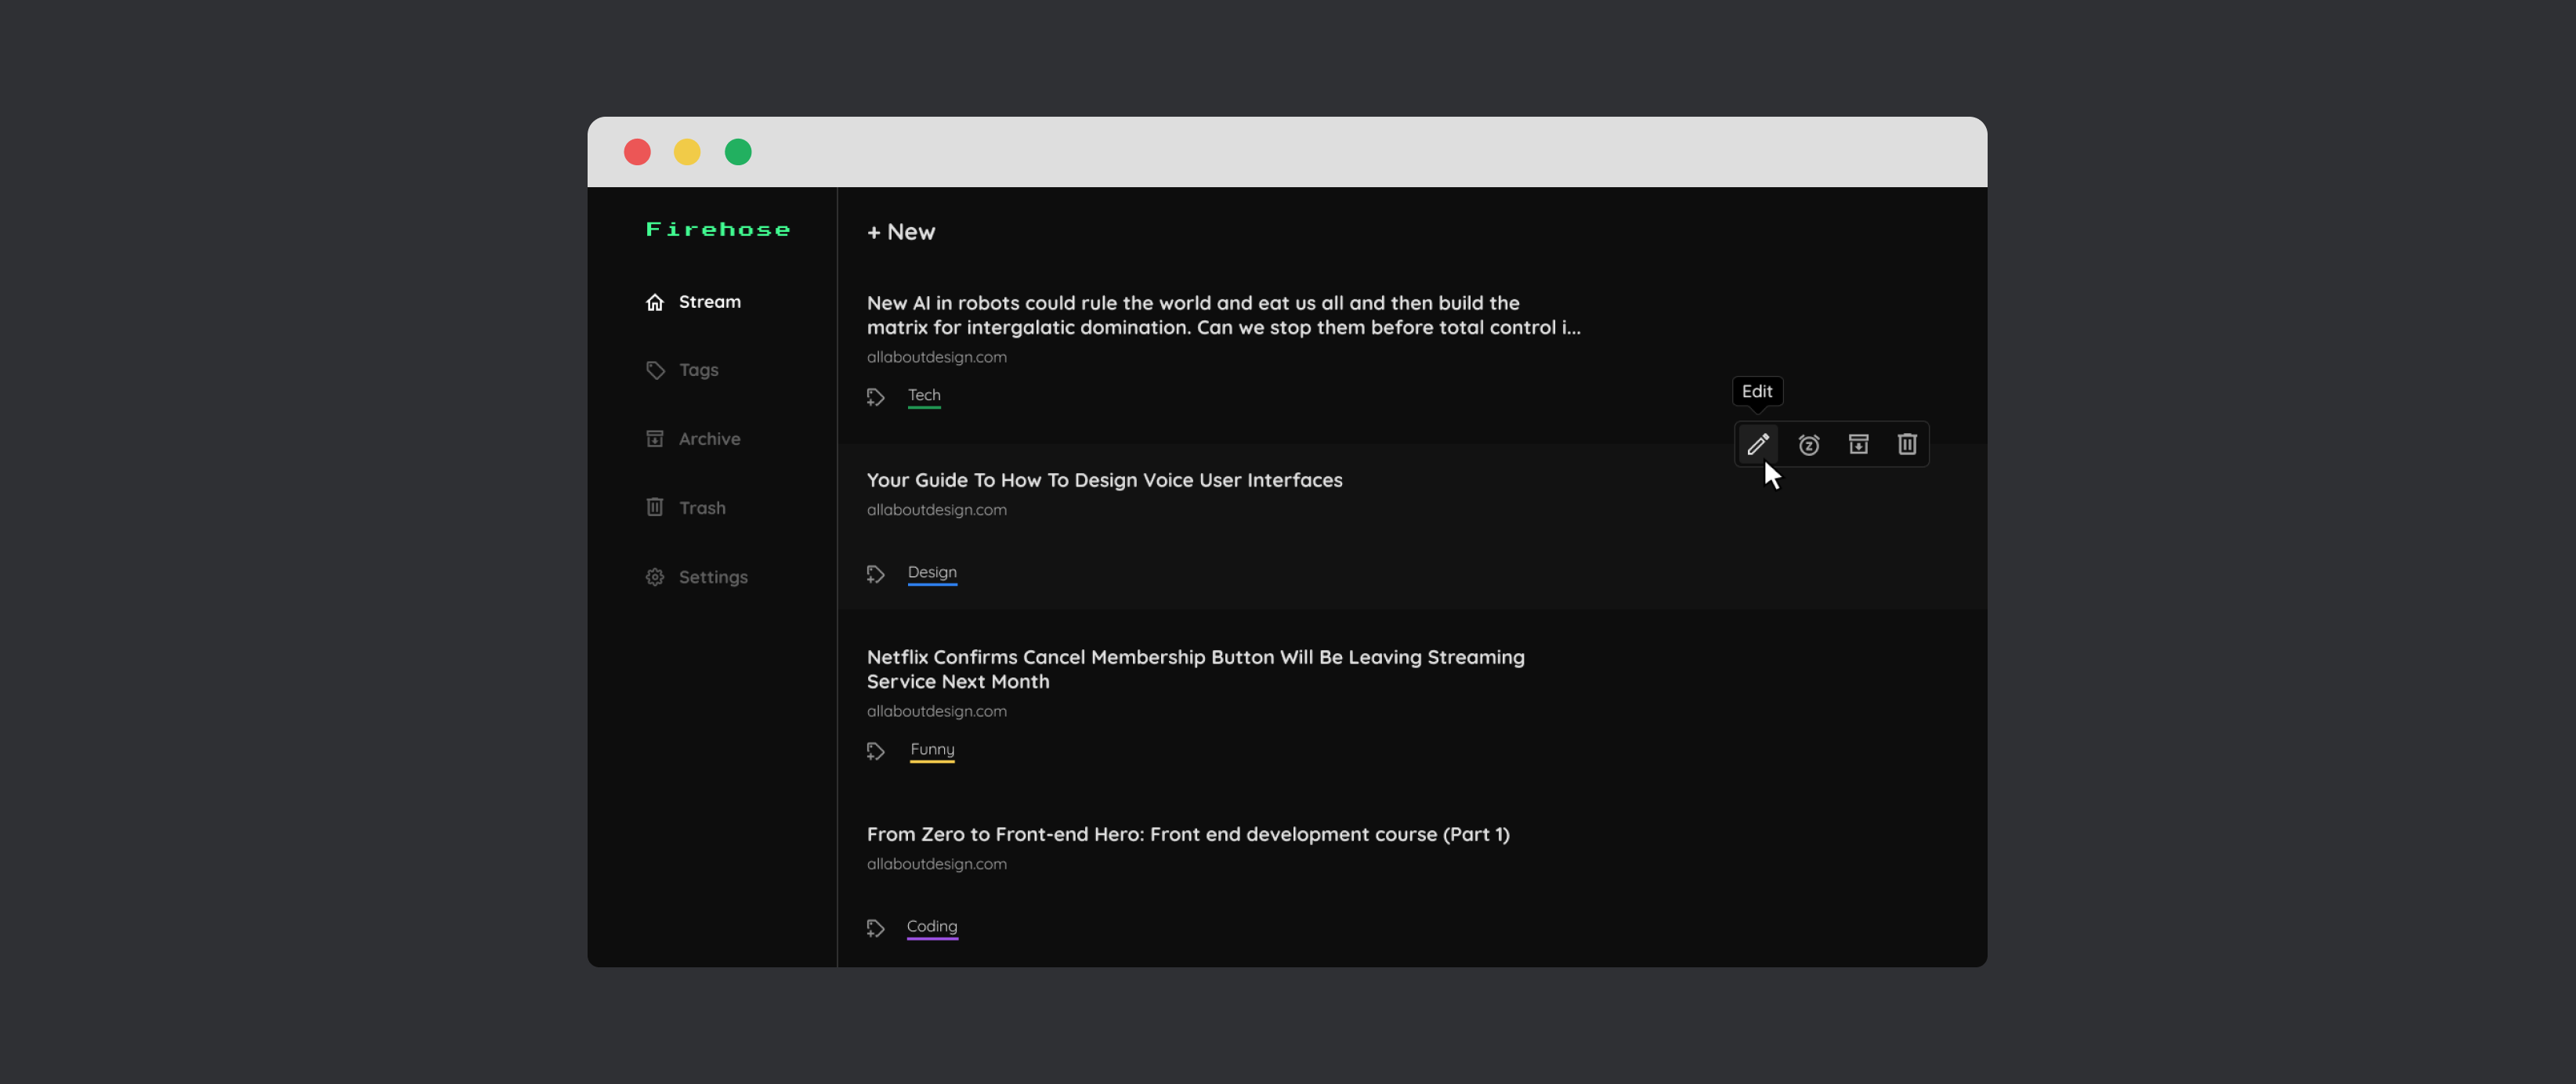 Firehose
Stream
Tags
Archive
Trash
Settings
+ New
New AI in robots could rule the world and eat us all and then build the
matrix for intergalatic domination. Can we stop them before total control i...
allaboutdesign.com
Tech
Edit
Your Guide To How To Design Voice User Interfaces
allaboutdesign.com
Design
Netflix Confirms Cancel Membership Button Will Be Leaving Streaming
Service Next Month
allaboutdesign.com
Funny
From Zero to Front-end Hero: Front end development course (Part 1)
allaboutdesign.com
Coding